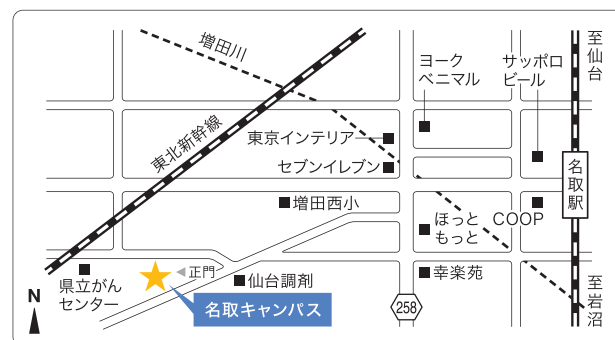 至仙台
増田川
ヨーク
ベニマル
サッポロ
ビール
東北新幹線
東京インテリア
セブンイレブン
名取駅
増田西小
ほっと
もっと
COOP
県立がん
センター
正門
仙台調剤
幸楽苑
至岩沼
N
名取キャンパス
258